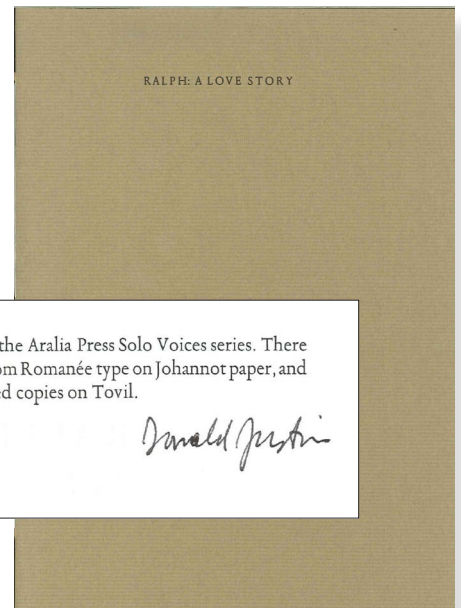 RALPH: A LOVE STORY
the Aralia Press Solo Voices series. There
om Romanée type on Johannot paper, and
ed copies on Tovil.
Donald Justice